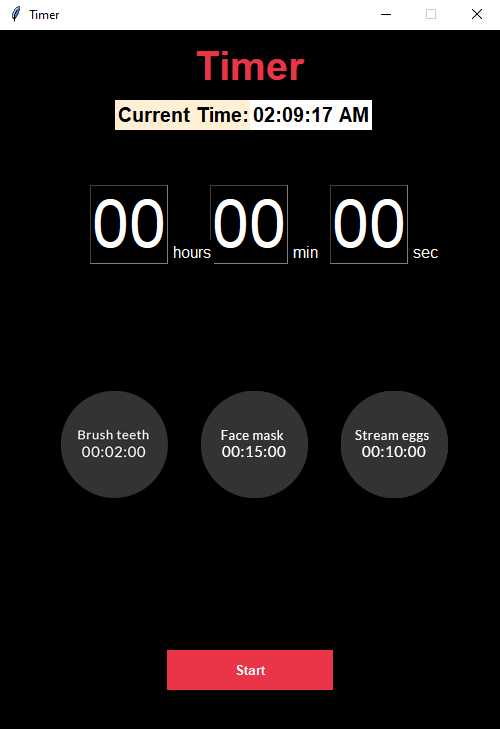 Timer
Timer
Current Time: 02:09:17 AM
00 hours 00 min 00 sec
Brush teeth Face mask Stream eggs
00:02:00 00:15:00 00:10:00
Start